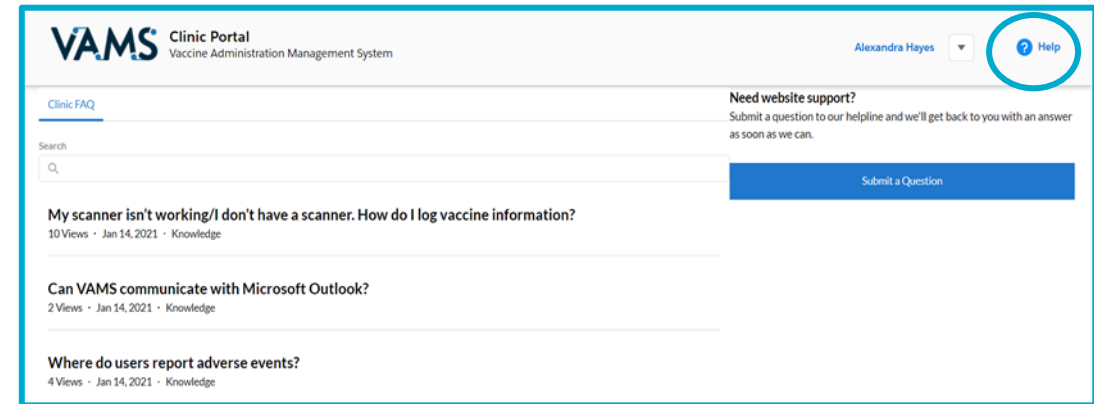 VAMS
Clinic Portal
Vaccine Administration Management System
Alexandra Hayes
Help
Clinic FAQ
Search
My scanner isn't working/I don't have a scanner. How do I log vaccine information?
10 Views · Jan 14, 2021 · Knowledge
Can VAMS communicate with Microsoft Outlook?
2 Views · Jan 14, 2021 · Knowledge
Where do users report adverse events?
4 Views · Jan 14, 2021 · Knowledge
Need website support?
Submit a question to our helpline and we'll get back to you with an answer
as soon as we can.
Submit a Question